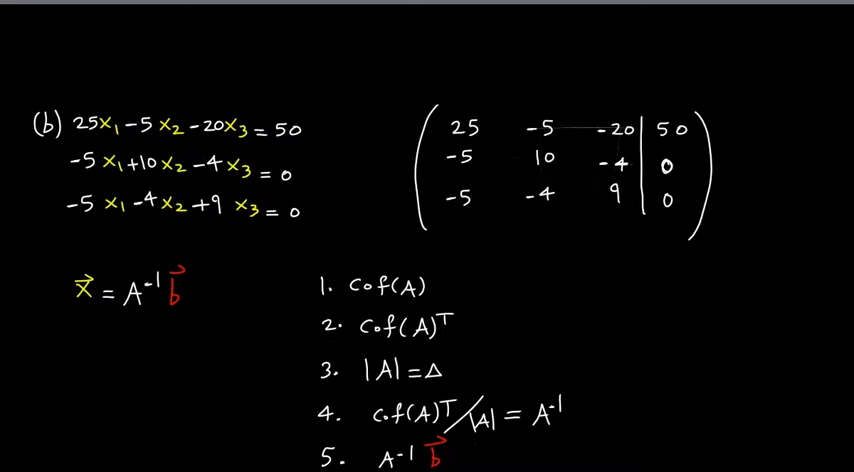 (b) 25x₁ -5x₂ -20x₃ = 50
-5x₁ +10x₂ -4x₃ = 0
-5x₁ -4x₂ +9x₃ = 0
25 -5 -20 | 50
-5 10 -4 | 0
-5 -4 9 | 0
x⃗ = A⁻¹ b⃗
1. Cof(A)
2. Cof(A)ᵀ
3. |A| = Δ
4. Cof(A)ᵀ/|A| = A⁻¹
5. A⁻¹ b⃗